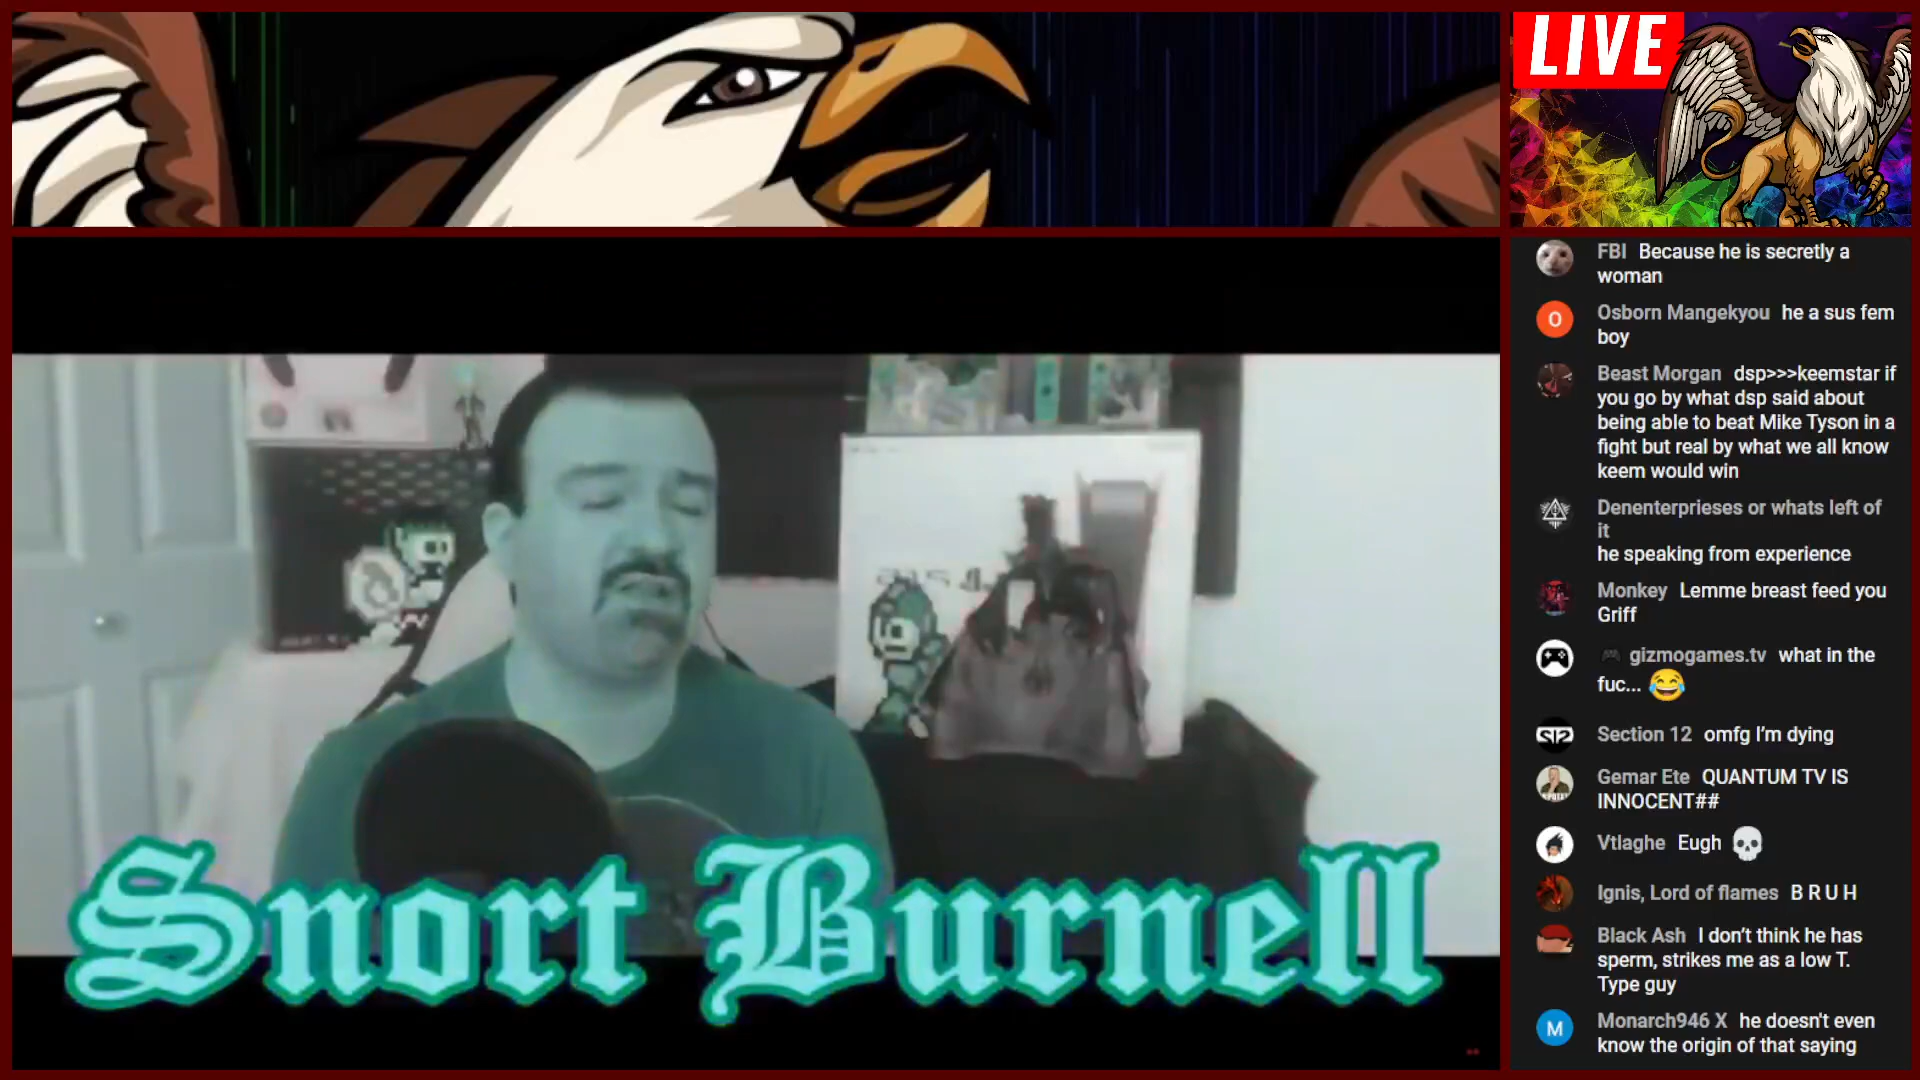 LIVE
FBI Because he is secretly a
woman
O
Osborn Mangekyou he a sus fem
boy
Beast Morgan dsp>>>keemstar if
you go by what dsp said about
being able to beat Mike Tyson in a
fight but real by what we all know
keem would win
Denenterprieses or whats left of
it
he speaking from experience
Monkey Lemme breast feed you
Griff
🎮 gizmogames.tv what in the
fuc... 😂
S12
Section 12 omfg I'm dying
Gemar Ete QUANTUM TV IS
INNOCENT##
Vtlaghe Eugh 💀
Ignis, Lord of flames B R U H
Black Ash I don't think he has
sperm, strikes me as a low T.
Type guy
M
Monarch946 X he doesn't even
know the origin of that saying
Snort Burnell